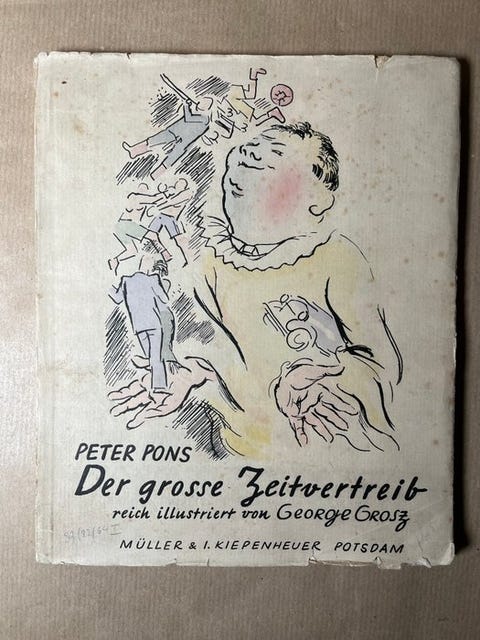 PETER PONS
Der grosse Zeitvertreib
reich illustriert von GEORGE GROSZ
MÜLLER & I. KIEPENHEUER POTSDAM